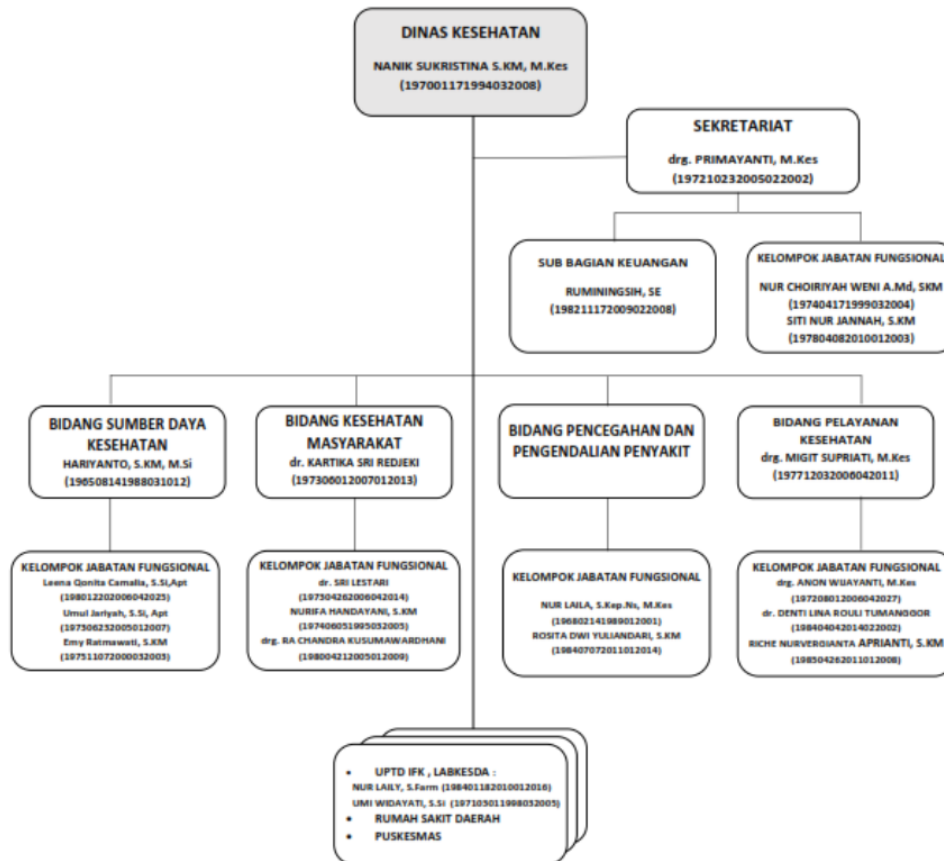 DINAS KESEHATAN
NANIK SUKRISTINA S.KM, M.Kes
(197001171994032008)
SEKRETARIAT
drg. PRIMAYANTI, M.Kes
(197210232005022002)
SUB BAGIAN KEUANGAN
RUMININGSIH, SE
(198211172009022008)
KELOMPOK JABATAN FUNGSIONAL
NUR CHOIRIYAH WENI A.Md, SKM
(197404171999032004)
SITI NUR JANNAH, S.KM
(197804082010012003)
BIDANG SUMBER DAYA
KESEHATAN
HARIYANTO, S.KM, M.Si
(196508141988031012)
BIDANG KESEHATAN
MASYARAKAT
dr. KARTIKA SRI REDJEKI
(197306012007012013)
BIDANG PENCEGAHAN DAN
PENGENDALIAN PENYAKIT
BIDANG PELAYANAN
KESEHATAN
drg. MIGIT SUPRIATI, M.Kes
(197712032006042011)
KELOMPOK JABATAN FUNGSIONAL
Leena Qonita Camalia, S.Si,Apt
(198012202006042025)
Umul Jariyah, S.Si, Apt
(197306232005012007)
Emy Ratmawati, S.KM
(197511072000032003)
KELOMPOK JABATAN FUNGSIONAL
dr. SRI LESTARI
(197304262006042014)
NURIFA HANDAYANI, S.KM
(197406051995032005)
drg. RA CHANDRA KUSUMAWARDHANI
(198004212005012009)
KELOMPOK JABATAN FUNGSIONAL
NUR LAILA, S.Kep.Ns, M.Kes
(196802141989012001)
ROSITA DWI YULIANDARI, S.KM
(198407072011012014)
KELOMPOK JABATAN FUNGSIONAL
drg. ANON WIJAYANTI, M.Kes
(197208012006042027)
dr. DENTI LINA ROULI TUMANGGOR
(198404042014022002)
RICHE NURVERGIANTA APRIANTI, S.KM
(198504262011012008)
• UPTD IFK , LABKESDA :
NUR LAILY, S.Farm (198401182010012016)
UMI WIDAYATI, S.Si (197103011998032005)
• RUMAH SAKIT DAERAH
• PUSKESMAS